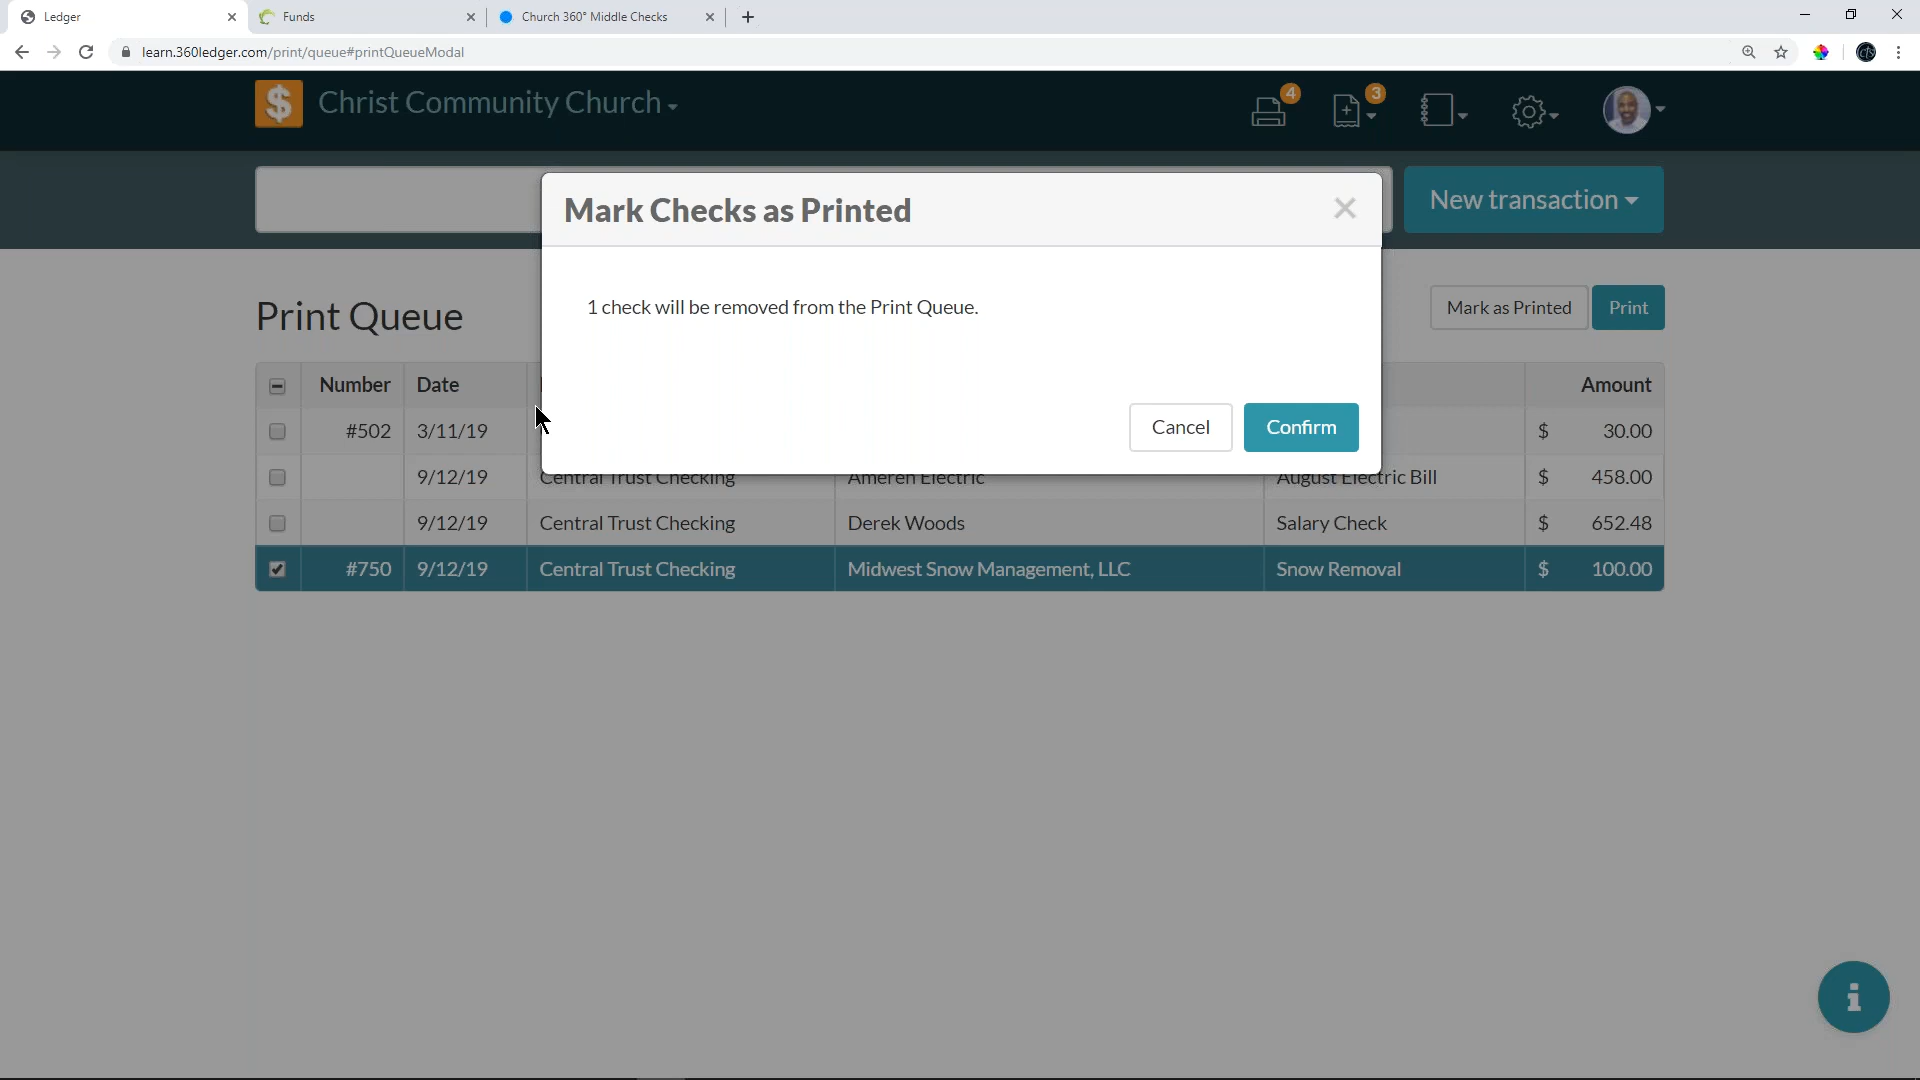 Ledger
Funds
Church 360° Middle Checks
learn.360ledger.com/print/queue#printQueueModal
$ Christ Community Church
4
3
New transaction
Mark Checks as Printed
1 check will be removed from the Print Queue.
Cancel
Confirm
Print Queue
Mark as Printed
Print
Number Date Amount
#502 3/11/19 $ 30.00
9/12/19 Central Trust Checking Ameren Electric August Electric Bill $ 458.00
9/12/19 Central Trust Checking Derek Woods Salary Check $ 652.48
#750 9/12/19 Central Trust Checking Midwest Snow Management, LLC Snow Removal $ 100.00